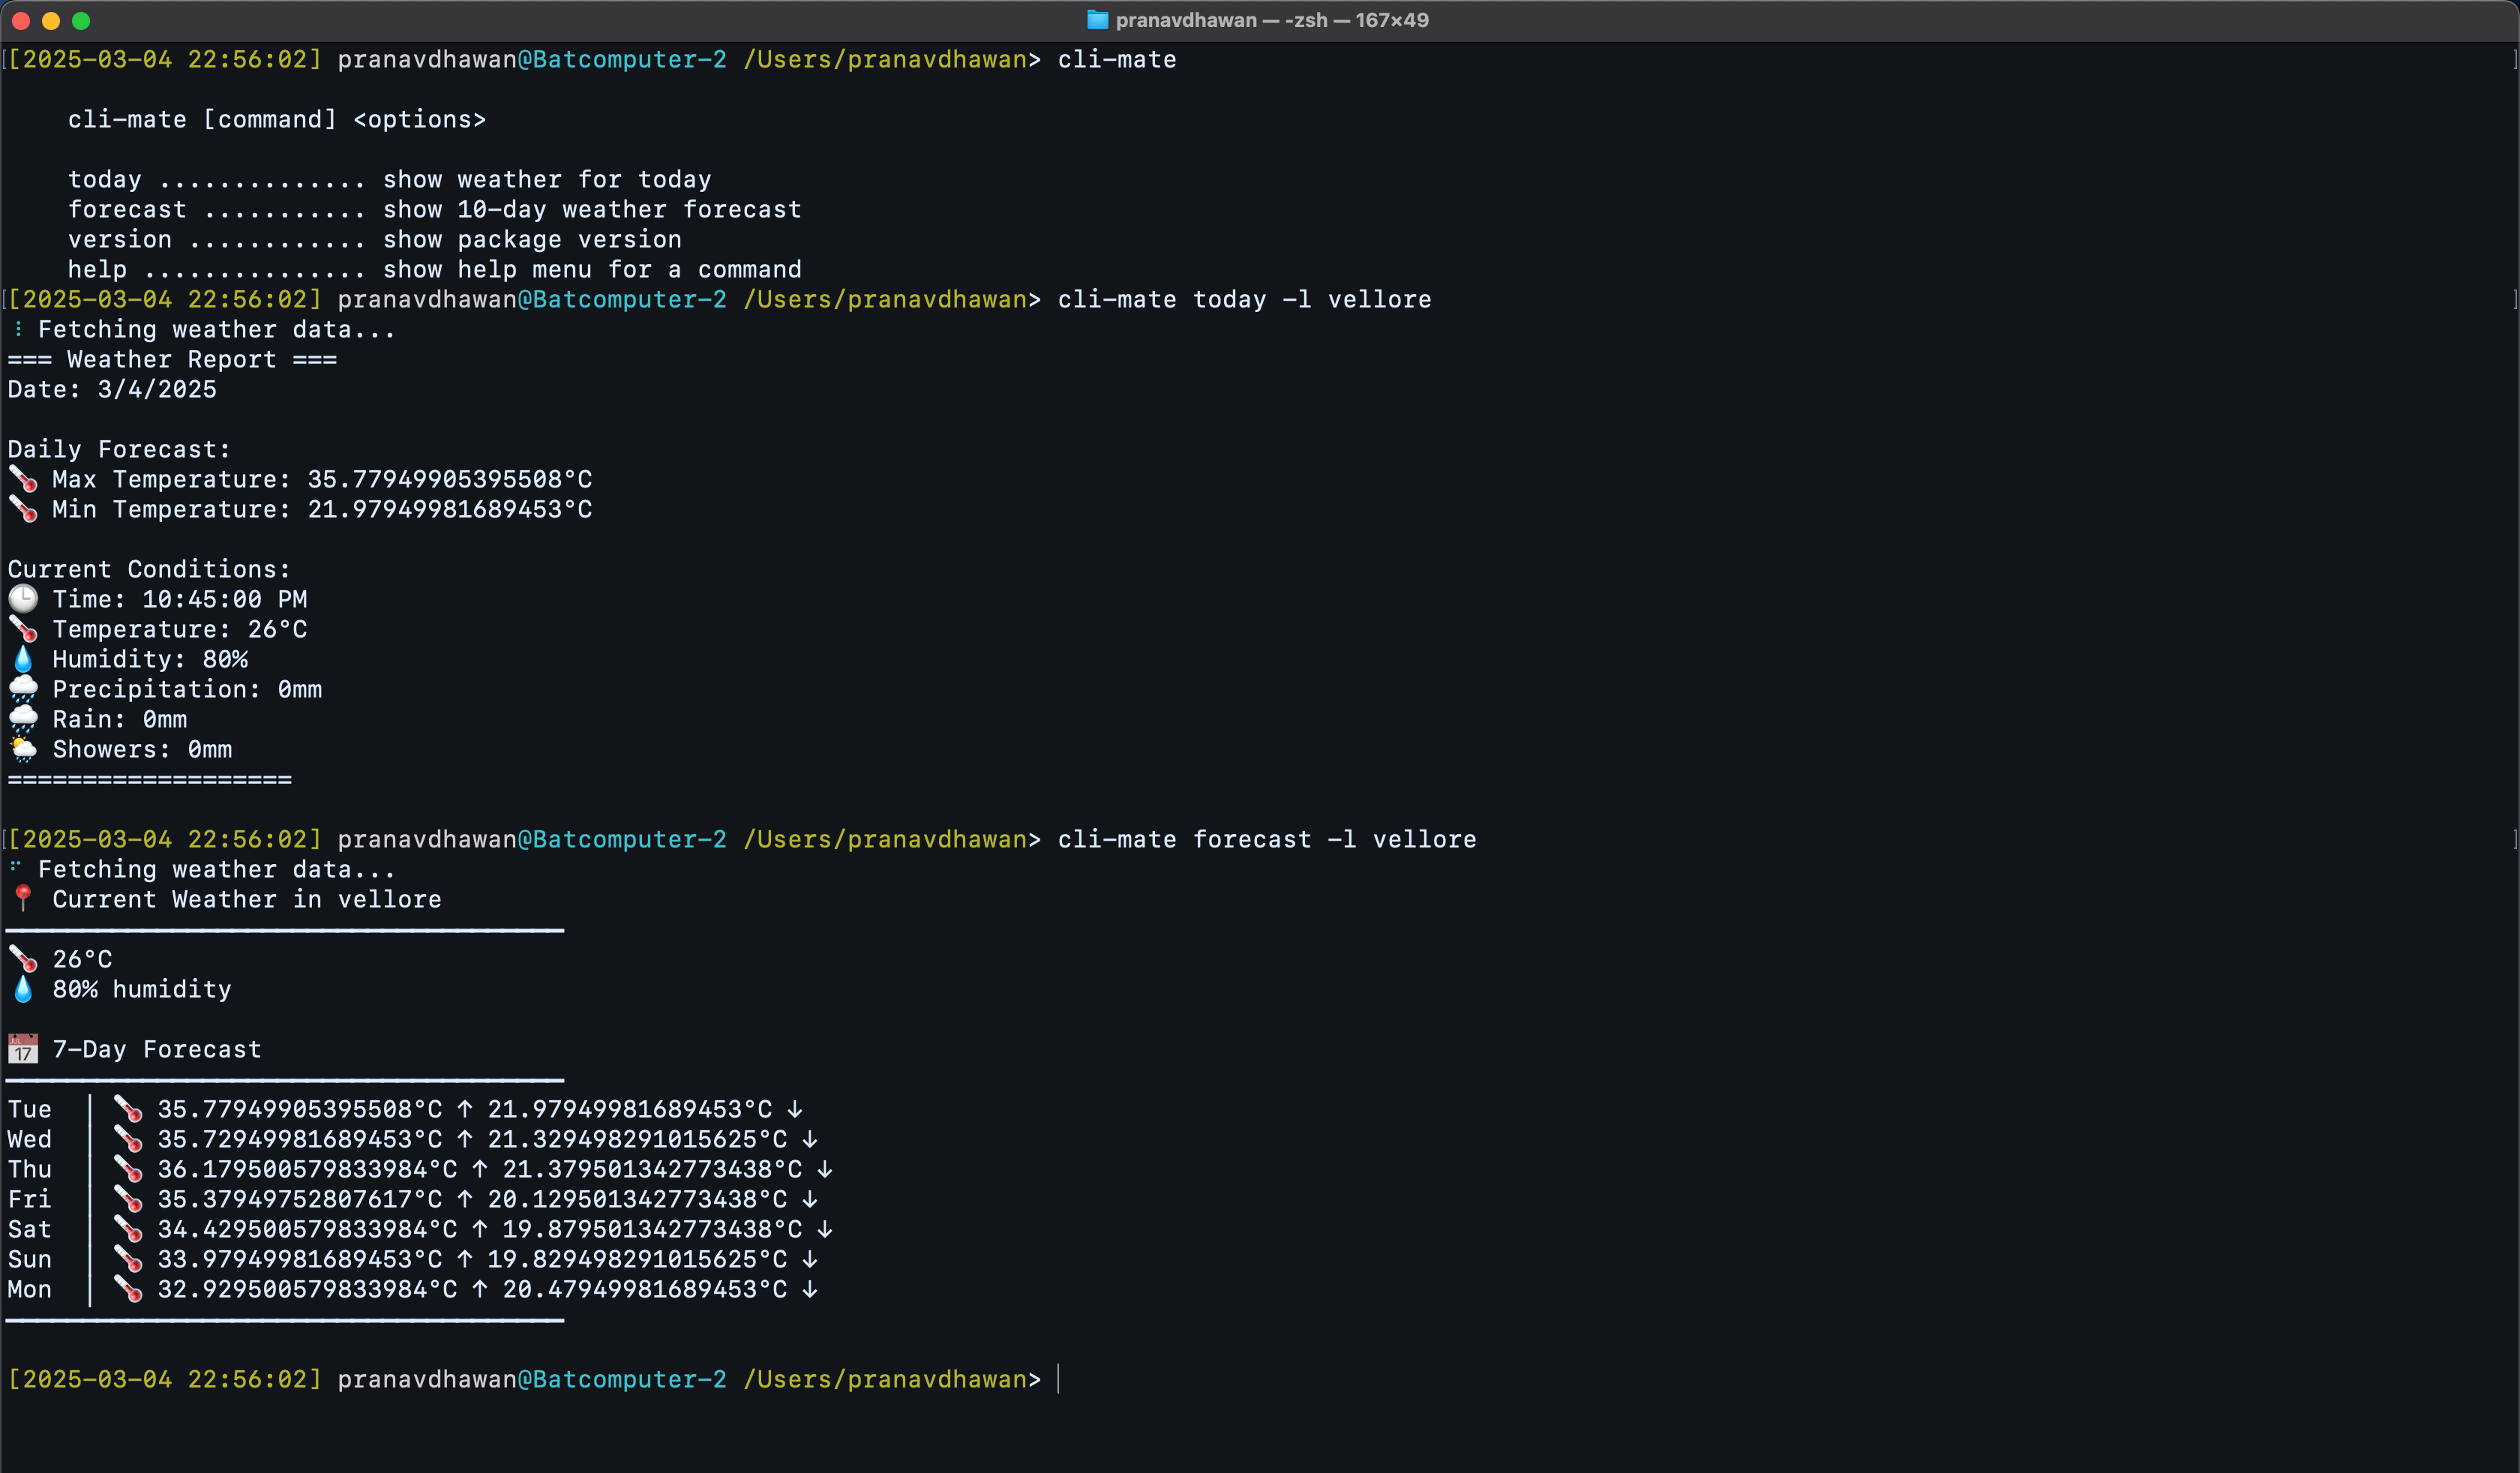 pranavdhawan — -zsh — 167×49
[2025-03-04 22:56:02] pranavdhawan@Batcomputer-2 /Users/pranavdhawan> cli-mate
cli-mate [command] <options>
today .............. show weather for today
forecast ........... show 10-day weather forecast
version ............ show package version
help ............... show help menu for a command
[2025-03-04 22:56:02] pranavdhawan@Batcomputer-2 /Users/pranavdhawan> cli-mate today -l vellore
⠇ Fetching weather data...
=== Weather Report ===
Date: 3/4/2025
Daily Forecast:
🌡️ Max Temperature: 35.77949905395508°C
🌡️ Min Temperature: 21.97949981689453°C
Current Conditions:
🕒 Time: 10:45:00 PM
🌡️ Temperature: 26°C
💧 Humidity: 80%
🌧️ Precipitation: 0mm
🌧️ Rain: 0mm
🌦️ Showers: 0mm
===================
[2025-03-04 22:56:02] pranavdhawan@Batcomputer-2 /Users/pranavdhawan> cli-mate forecast -l vellore
⠋ Fetching weather data...
📍 Current Weather in vellore
🌡️ 26°C
💧 80% humidity
📅 7-Day Forecast
Tue │ 🌡️ 35.77949905395508°C ↑ 21.97949981689453°C ↓
Wed │ 🌡️ 35.72949981689453°C ↑ 21.329498291015625°C ↓
Thu │ 🌡️ 36.179500579833984°C ↑ 21.379501342773438°C ↓
Fri │ 🌡️ 35.37949752807617°C ↑ 20.129501342773438°C ↓
Sat │ 🌡️ 34.429500579833984°C ↑ 19.879501342773438°C ↓
Sun │ 🌡️ 33.97949981689453°C ↑ 19.829498291015625°C ↓
Mon │ 🌡️ 32.929500579833984°C ↑ 20.47949981689453°C ↓
[2025-03-04 22:56:02] pranavdhawan@Batcomputer-2 /Users/pranavdhawan>